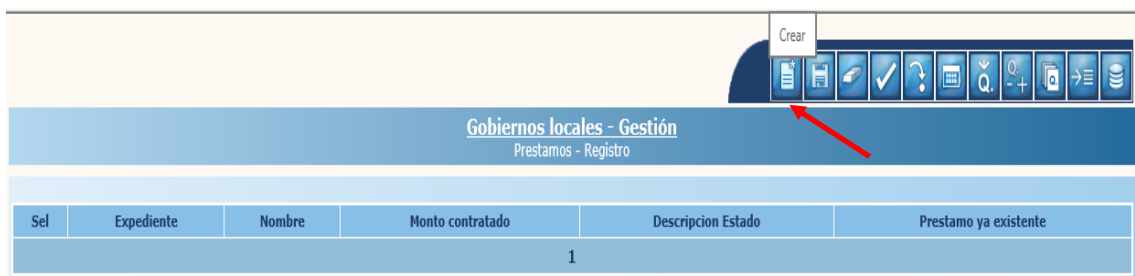 Crear
Q.
Q.
Q.
Gobiernos locales - Gestión
Prestamos - Registro
Sel Expediente Nombre Monto contratado Descripcion Estado Prestamo ya existente
1